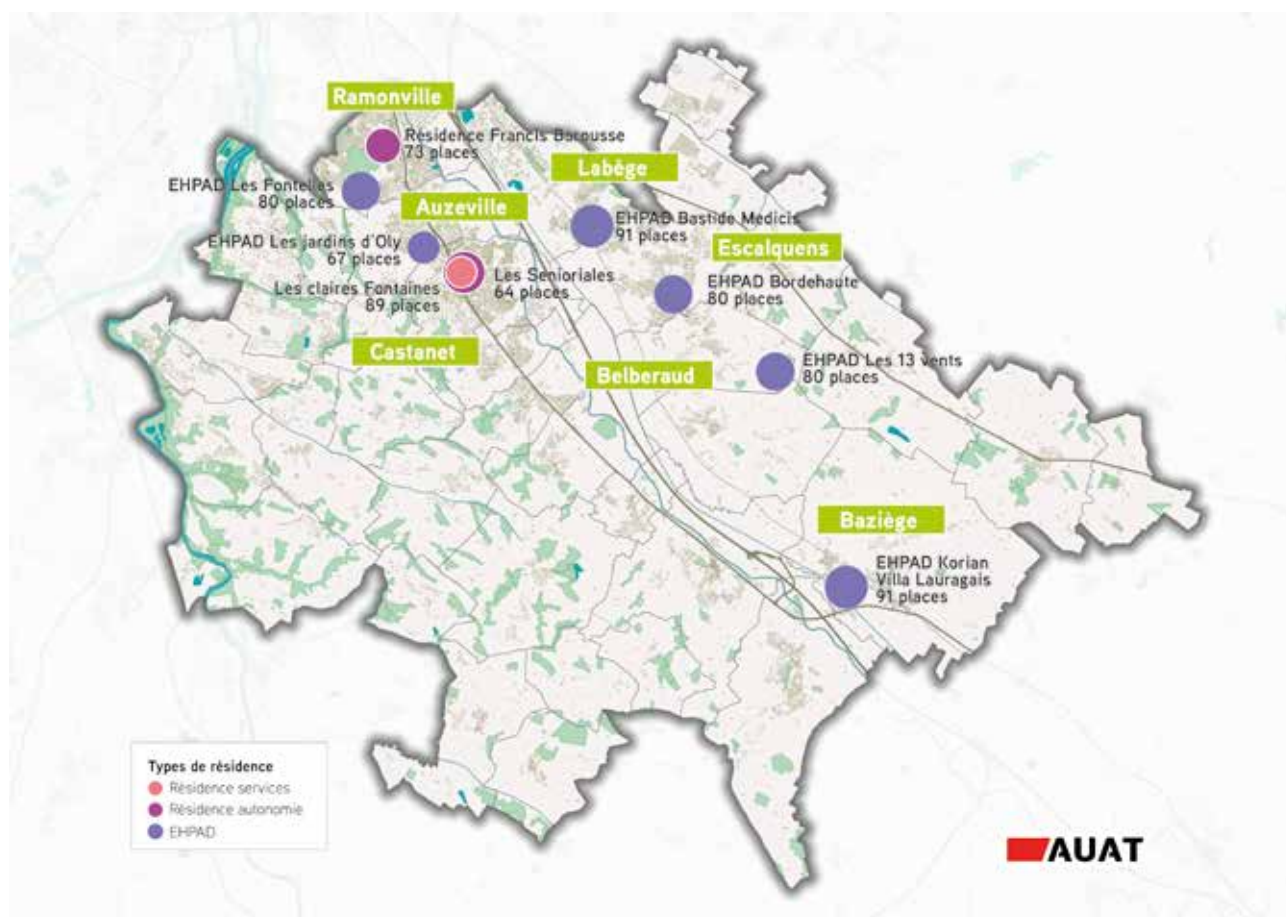 Ramonville
Résidence Francis Barousse
73 places
Labège
EHPAD Les Fontelles
80 places
Auzeville
EHPAD Bastide Médicis
91 places
EHPAD Les jardins d'Oly
67 places
Escalquens
Les Senioriales
64 places
EHPAD Bordehaute
80 places
Les claires Fontaines
89 places
Castanet
Belberaud
EHPAD Les 13 vents
80 places
Baziège
EHPAD Korian
Villa Lauragais
91 places
Types de résidence
Résidence services
Résidence autonomie
EHPAD
AUAT